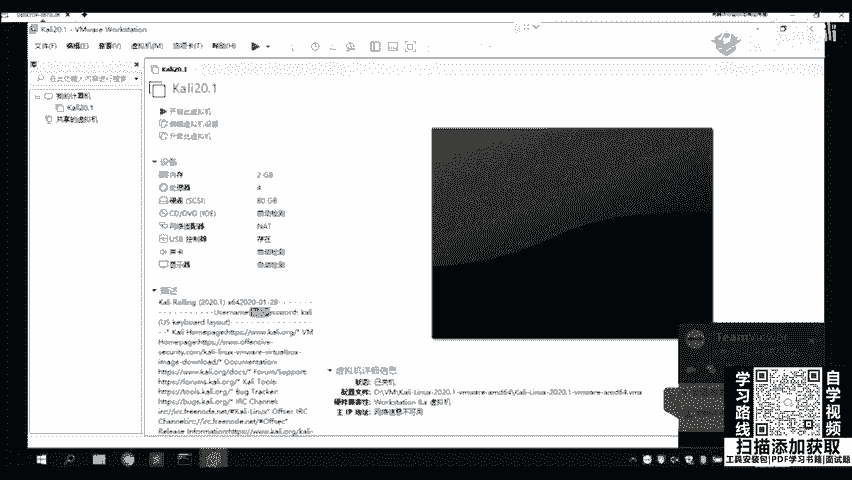 Kali20.1 - VMware Workstation
文件(F) 编辑(E) 查看(V) 虚拟机(M) 选项卡(T) 帮助(H)
库
在此处键入内容进行搜索
我的计算机
Kali20.1
共享的虚拟机
Kali20.1
Kali20.1
开启此虚拟机
编辑虚拟机设置
升级此虚拟机
设备
内存 2 GB
处理器 4
硬盘 (SCSI) 80 GB
CD/DVD (IDE) 自动检测
网络适配器 NAT
USB 控制器 存在
声卡 自动检测
显示器 自动检测
描述
Kali Rolling (2020.1) x64
2020-01-28
Username
kali
(US keyboard layout)
* Kali Homepage:
https://www.kali.org/* VM
Homepage:
https://www.offensive-
security.com/kali-linux-vmware-virtualbox-
image-download/* Documentation:
https://www.kali.org/docs/* Forum/Support:
https://forums.kali.org/* Kali Tools:
https://tools.kali.org/* Bug Tracker:
https://bugs.kali.org/* IRC Channel:
irc://irc.freenode.net/#Kali-Linux* Offsec IRC
Channel:
irc://irc.freenode.net/#Offsec*
Release Information:
https://www.kali.org/kali-
虚拟机详细信息
状态: 已关机
配置文件: D:\VM\Kali-Linux-2020.1-vmware-amd64\Kali-Linux-2020.1-vmware-amd64.vmx
硬件兼容性: Workstation 8.x 虚拟机
主 IP 地址: 网络信息不可用
TeamViewer
学习路线
自学视频
扫描添加获取
工具安装包|PDF学习书籍|面试题